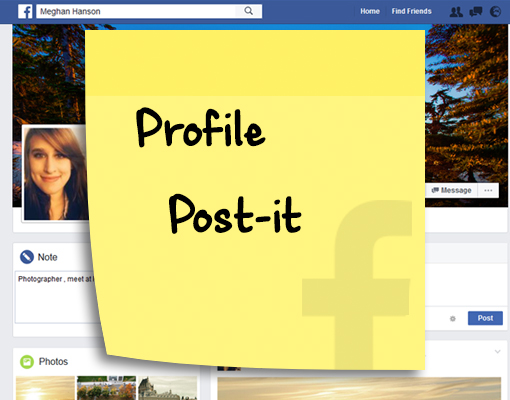 f Meghan Hanson Home Find Friends
Profile
Post-it
Message ...
Note
Photographer , meet at
Post
Photos
f